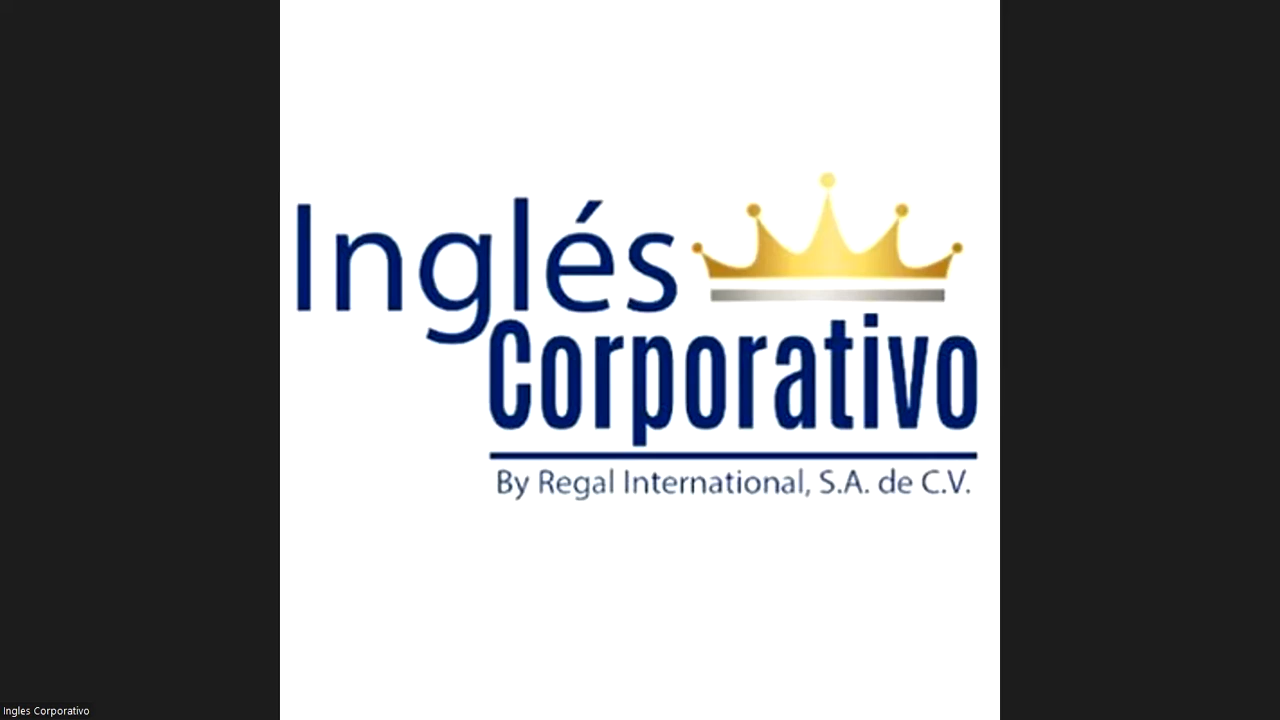 Inglés
Corporativo
By Regal International, S.A. de C.V.
Ingles Corporativo